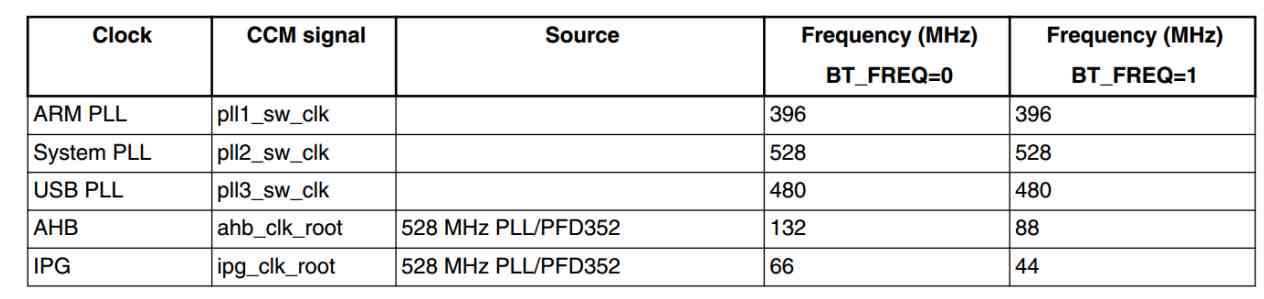 Clock CCM signal Source Frequency (MHz) Frequency (MHz)
BT_FREQ=0 BT_FREQ=1
ARM PLL pll1_sw_clk 396 396
System PLL pll2_sw_clk 528 528
USB PLL pll3_sw_clk 480 480
AHB ahb_clk_root 528 MHz PLL/PFD352 132 88
IPG ipg_clk_root 528 MHz PLL/PFD352 66 44